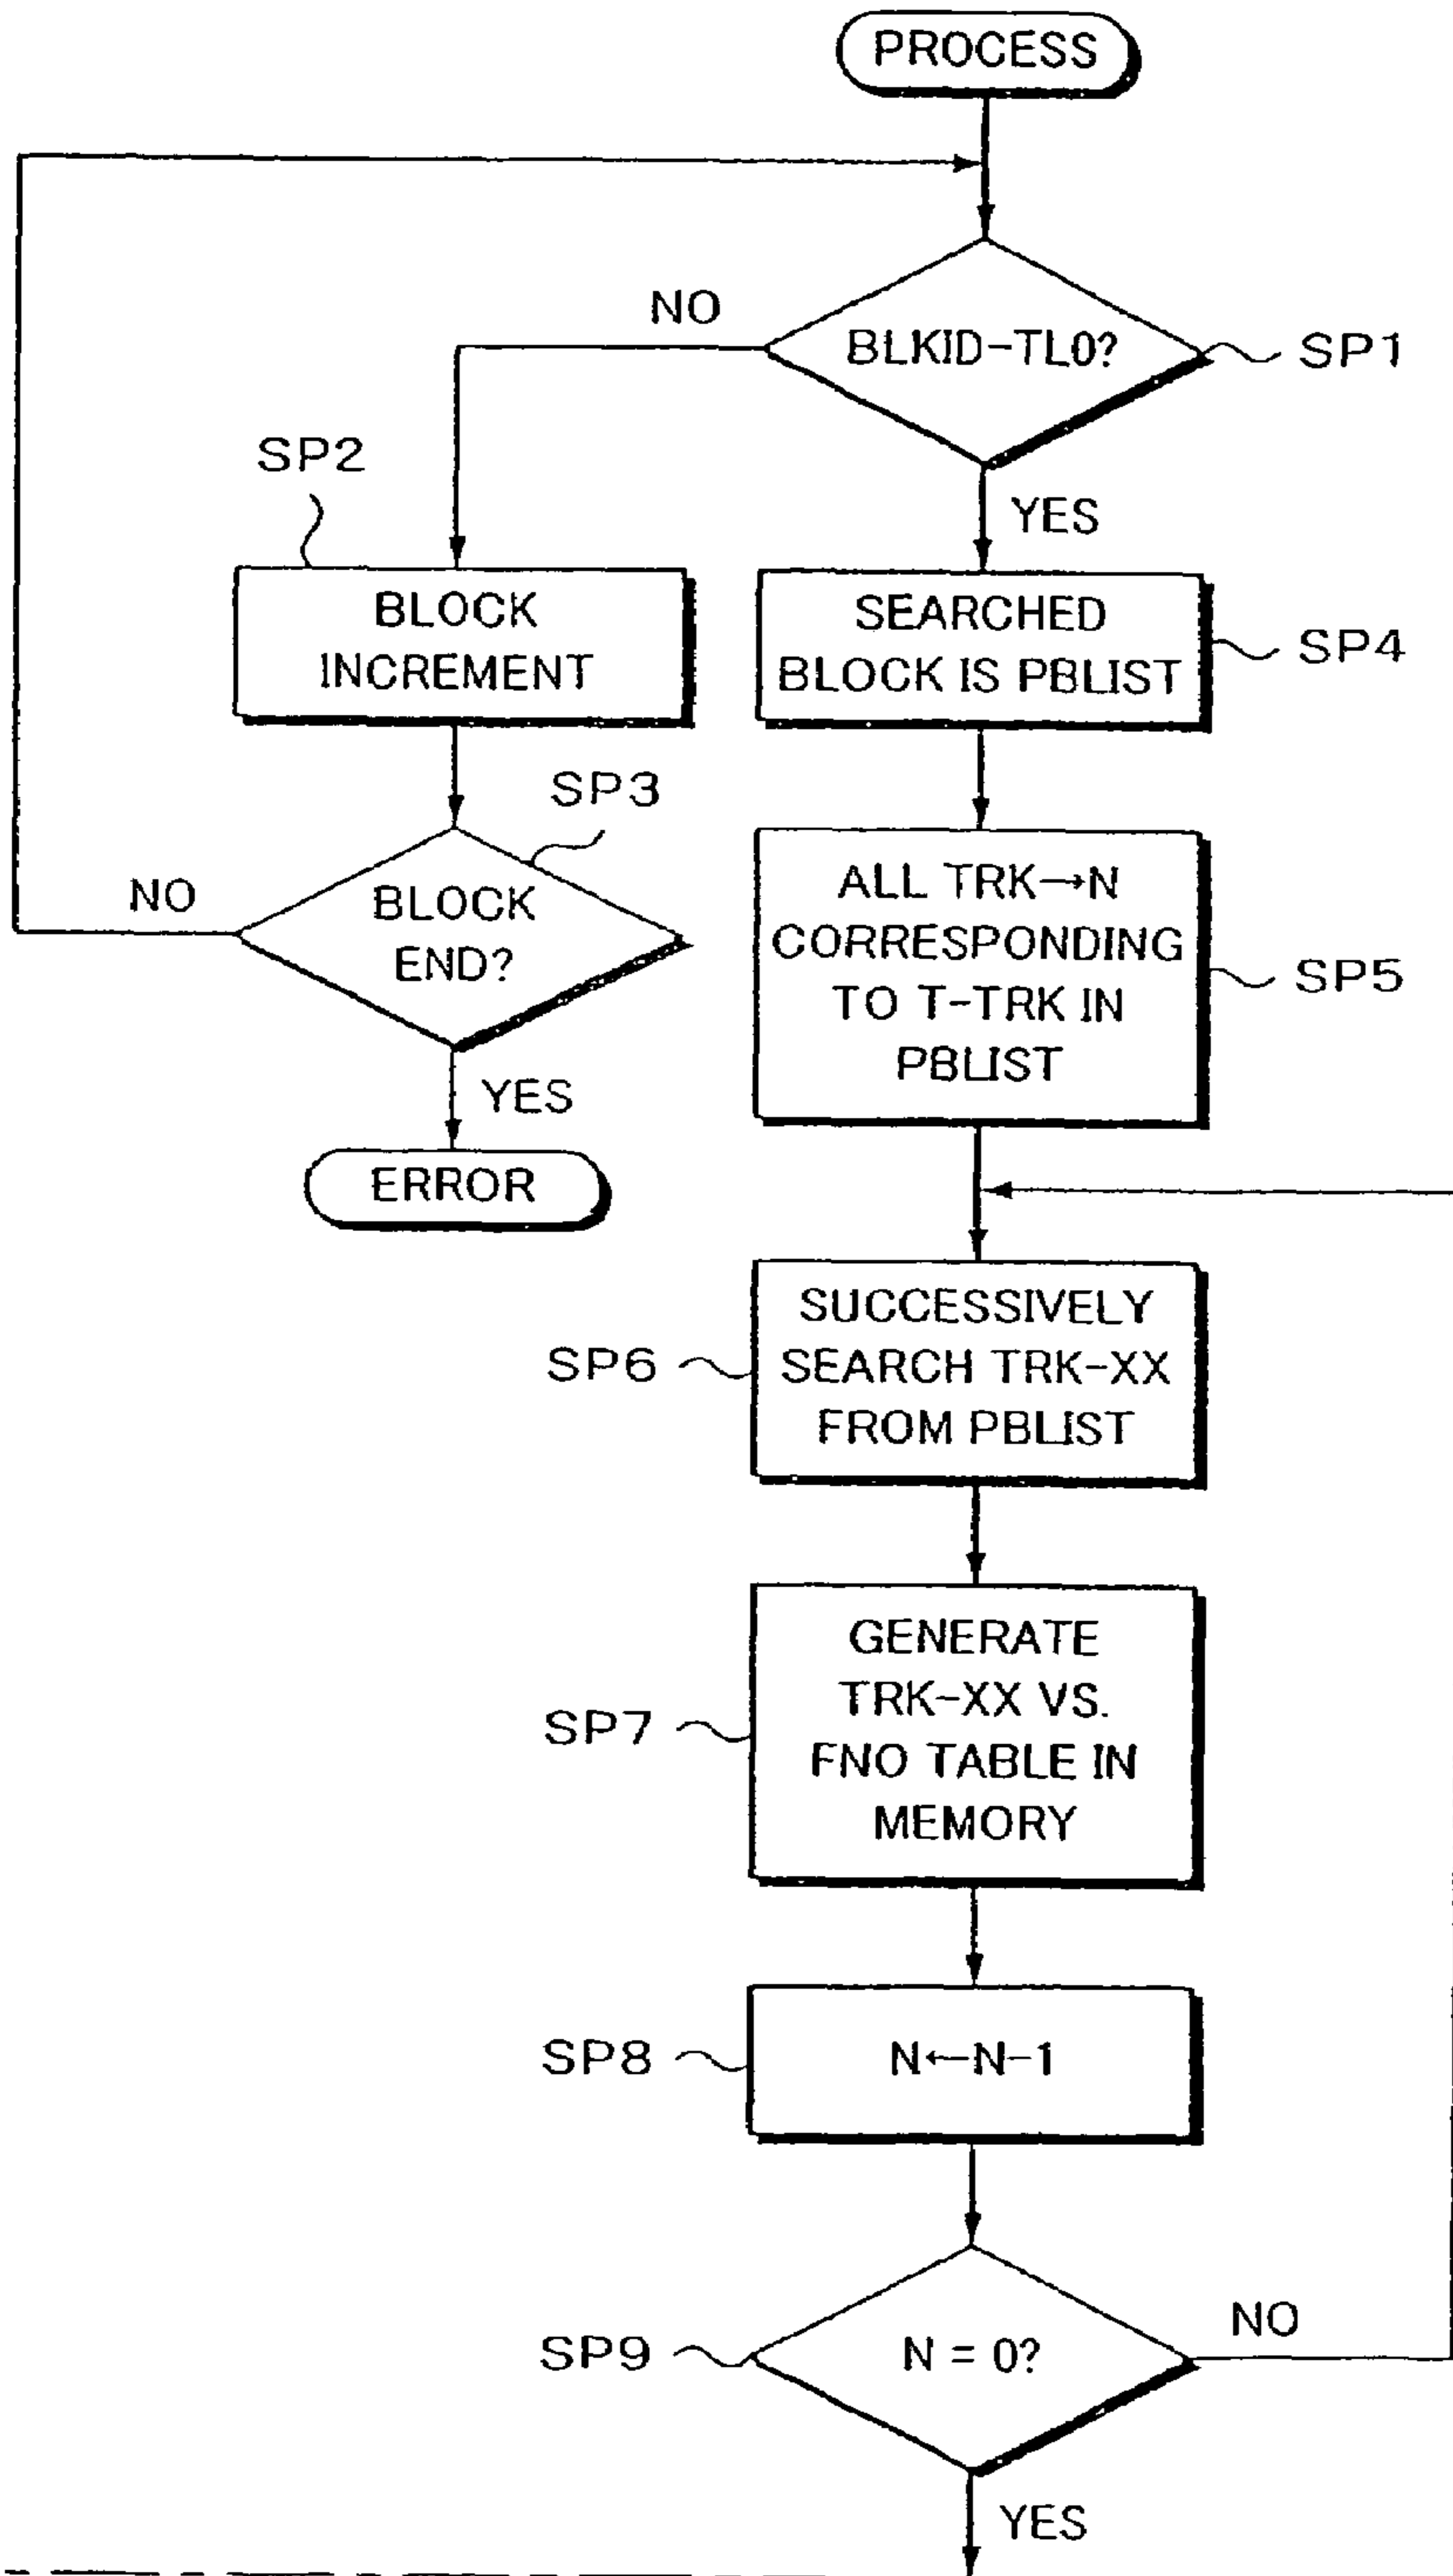 PROCESS
NO
BLKID-TL0?
SP1
SP2
YES
BLOCK
INCREMENT
SEARCHED
BLOCK IS PBLIST
SP4
SP3
NO
BLOCK
END?
ALL TRK→N
CORRESPONDING
TO T-TRK IN
PBLIST
SP5
YES
ERROR
SP6
SUCCESSIVELY
SEARCH TRK-XX
FROM PBLIST
SP7
GENERATE
TRK-XX VS.
FNO TABLE IN
MEMORY
SP8
N←N-1
SP9
N = 0?
NO
YES